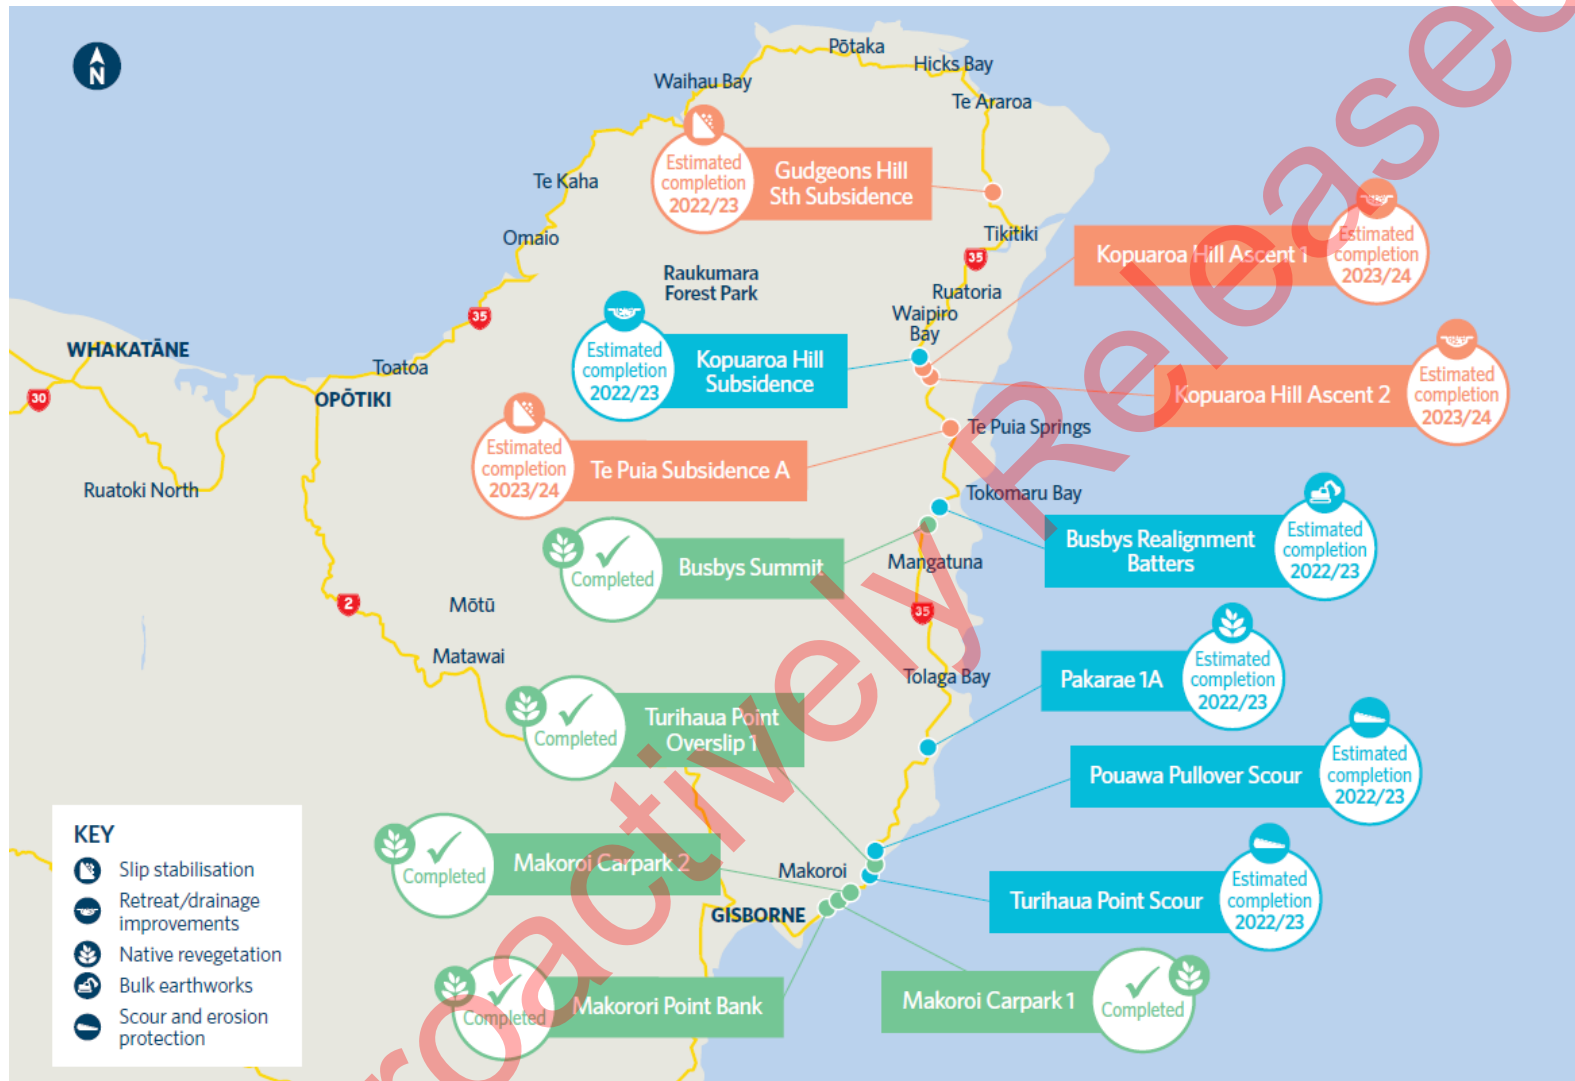 N
Pōtaka
Hicks Bay
Waihau Bay
Te Araroa
Estimated
completion
2022/23
Gudgeons Hill
Sth Subsidence
Te Kaha
Omaio
Tikitiki
35
Kopuaroa Hill Ascent 1
Estimated
completion
2023/24
Raukumara
Forest Park
Ruatoria
Waipiro
Bay
35
WHAKATĀNE
Toatoa
OPŌTIKI
30
Estimated
completion
2022/23
Kopuaroa Hill
Subsidence
Kopuaroa Hill Ascent 2
Estimated
completion
2023/24
Te Puia Springs
Estimated
completion
2023/24
Te Puia Subsidence A
Ruatoki North
Tokomaru Bay
Busbys Realignment
Batters
Estimated
completion
2022/23
Completed
Busbys Summit
Mangatuna
35
2
Mōtū
Matawai
Tolaga Bay
Pakarae 1A
Estimated
completion
2022/23
Completed
Turihaua Point
Overslip 1
Pouawa Pullover Scour
Estimated
completion
2022/23
Completed
Makoroi Carpark 2
Makoroi
GISBORNE
Turihaua Point Scour
Estimated
completion
2022/23
Completed
Makorori Point Bank
Makoroi Carpark 1
Completed
KEY
Slip stabilisation
Retreat/drainage
improvements
Native revegetation
Bulk earthworks
Scour and erosion
protection
roactively Released